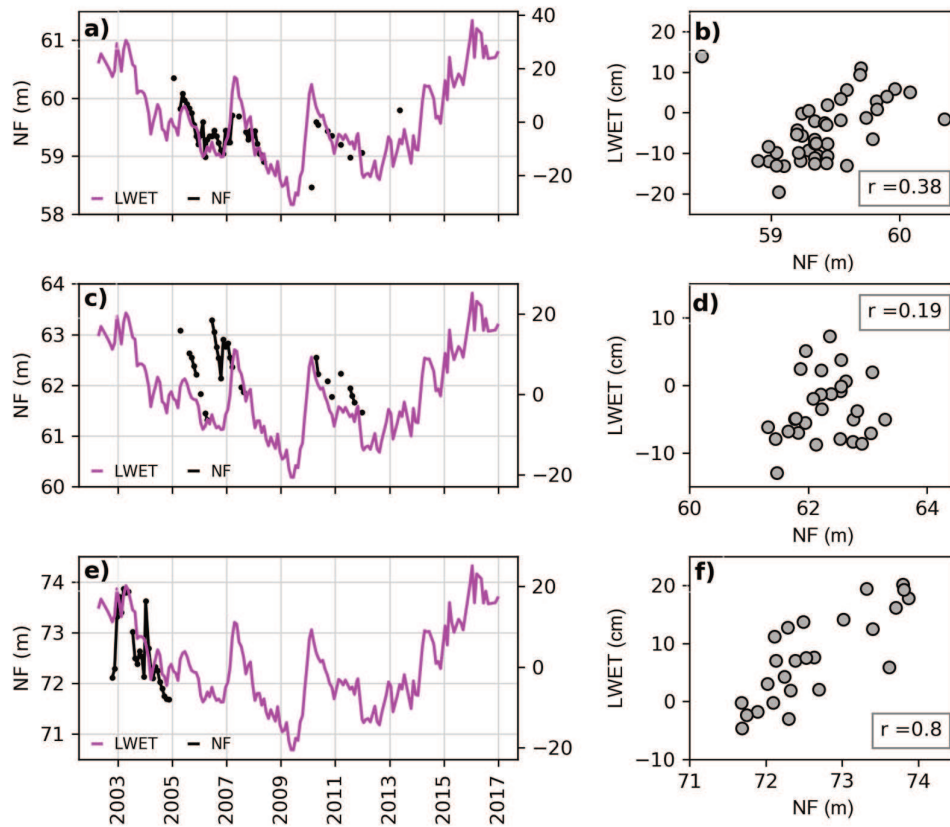 a)
61
60
59
58
NF (m)
40
20
0
−20
LWET NF
b)
20
10
0
−10
−20
LWET (cm)
r =0.38
59 60
NF (m)
c)
64
63
62
61
60
NF (m)
20
0
−20
LWET NF
d)
10
0
−10
LWET (cm)
r =0.19
60 62 64
NF (m)
e)
74
73
72
71
NF (m)
20
0
−20
LWET NF
2003 2005 2007 2009 2011 2013 2015 2017
f)
20
10
0
−10
LWET (cm)
r =0.8
71 72 73 74
NF (m)